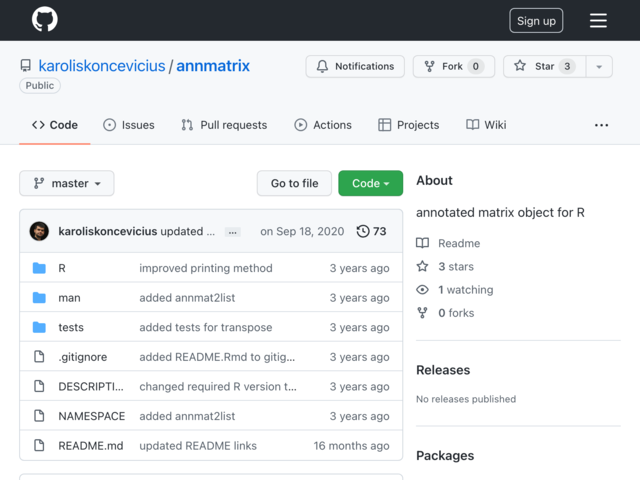 Sign up
karoliskoncevicius / annmatrix
Public
Notifications
Fork 0
Star 3
Code
Issues
Pull requests
Actions
Projects
Wiki
...
master
Go to file
Code
About
annotated matrix object for R
Readme
3 stars
1 watching
0 forks
Releases
No releases published
Packages
karoliskoncevicius updated ... ... on Sep 18, 2020 73
R improved printing method 3 years ago
man added annmat2list 3 years ago
tests added tests for transpose 3 years ago
.gitignore added README.Rmd to gitig... 3 years ago
DESCRIPTI... changed required R version t... 3 years ago
NAMESPACE added annmat2list 3 years ago
README.md updated README links 16 months ago